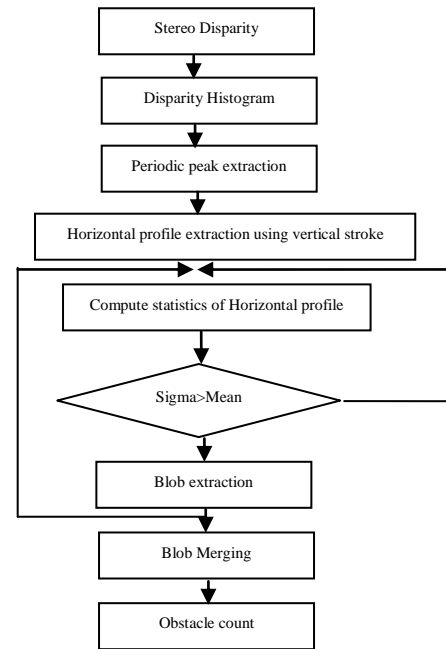 Stereo Disparity
Disparity Histogram
Periodic peak extraction
Horizontal profile extraction using vertical stroke
Compute statistics of Horizontal profile
Sigma>Mean
Blob extraction
Blob Merging
Obstacle count